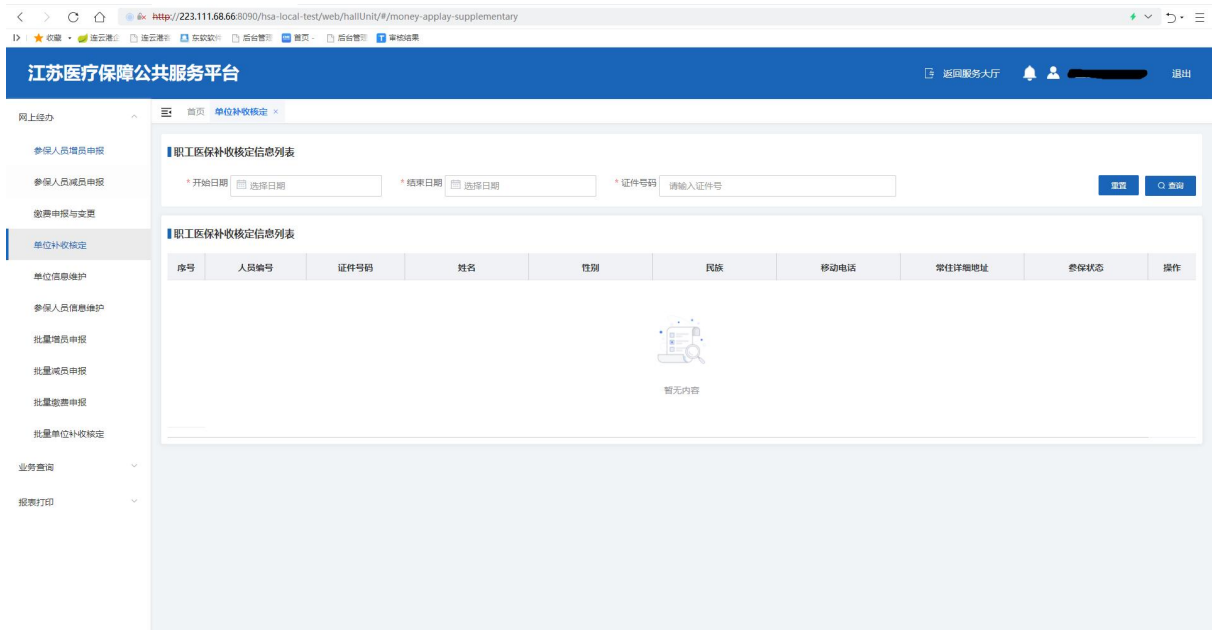 http://223.111.68.66:8090/hsa-local-test/web/hallUnit/#/money-applay-supplementary
收藏 连云港企 连云港 东软软件 后台管理 首页 - 后台管理 审核结果
江苏医疗保障公共服务平台 返回服务大厅 退出
网上经办 首页 单位补收核定 ×
参保人员增员申报
职工医保补收核定信息列表
参保人员减员申报
* 开始日期 选择日期 * 结束日期 选择日期 * 证件号码 请输入证件号 重置 查询
缴费申报与变更
单位补收核定
职工医保补收核定信息列表
单位信息维护
序号 人员编号 证件号码 姓名 性别 民族 移动电话 常住详细地址 参保状态 操作
参保人员信息维护
批量增员申报
批量减员申报
暂无内容
批量缴费申报
批量单位补收核定
业务查询
报表打印